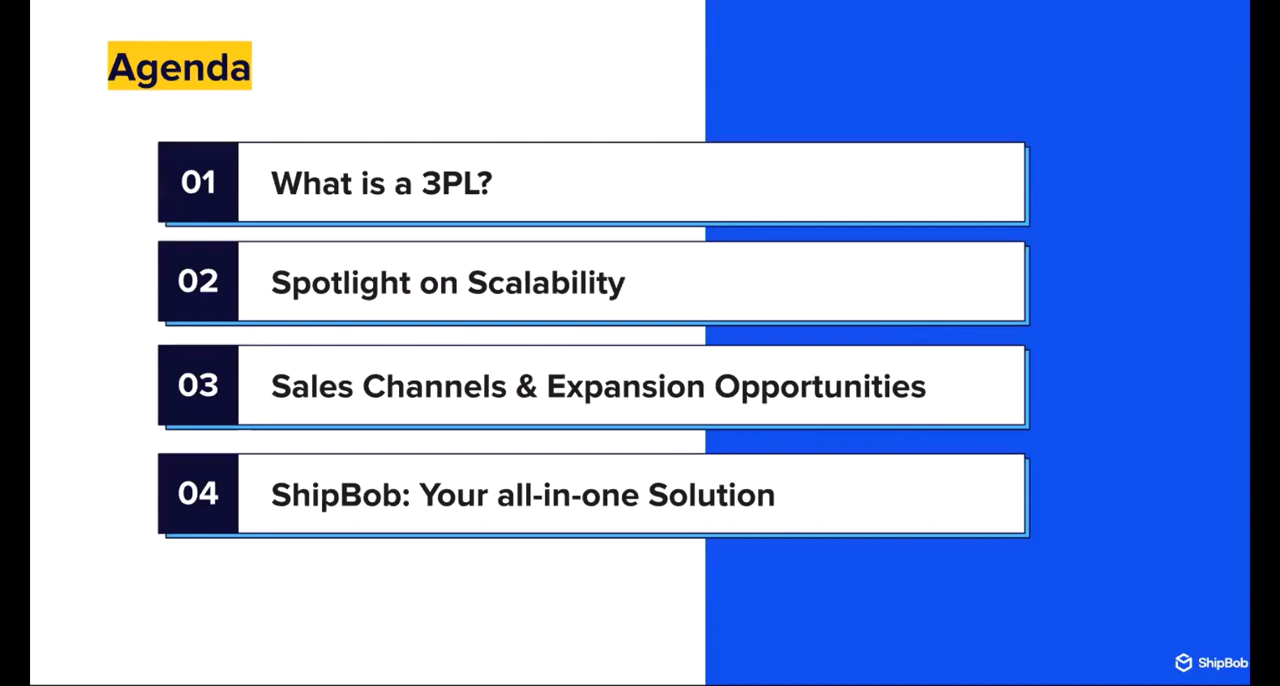 Agenda
01 What is a 3PL?
02 Spotlight on Scalability
03 Sales Channels & Expansion Opportunities
04 ShipBob: Your all-in-one Solution
ShipBob